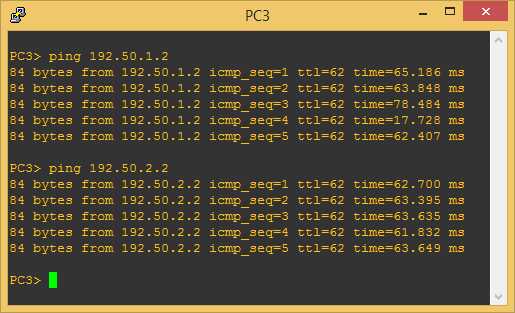 PC3
PC3> ping 192.50.1.2
84 bytes from 192.50.1.2 icmp_seq=1 ttl=62 time=65.186 ms
84 bytes from 192.50.1.2 icmp_seq=2 ttl=62 time=63.848 ms
84 bytes from 192.50.1.2 icmp_seq=3 ttl=62 time=78.484 ms
84 bytes from 192.50.1.2 icmp_seq=4 ttl=62 time=17.728 ms
84 bytes from 192.50.1.2 icmp_seq=5 ttl=62 time=62.407 ms
PC3> ping 192.50.2.2
84 bytes from 192.50.2.2 icmp_seq=1 ttl=62 time=62.700 ms
84 bytes from 192.50.2.2 icmp_seq=2 ttl=62 time=63.395 ms
84 bytes from 192.50.2.2 icmp_seq=3 ttl=62 time=63.635 ms
84 bytes from 192.50.2.2 icmp_seq=4 ttl=62 time=61.832 ms
84 bytes from 192.50.2.2 icmp_seq=5 ttl=62 time=63.649 ms
PC3>